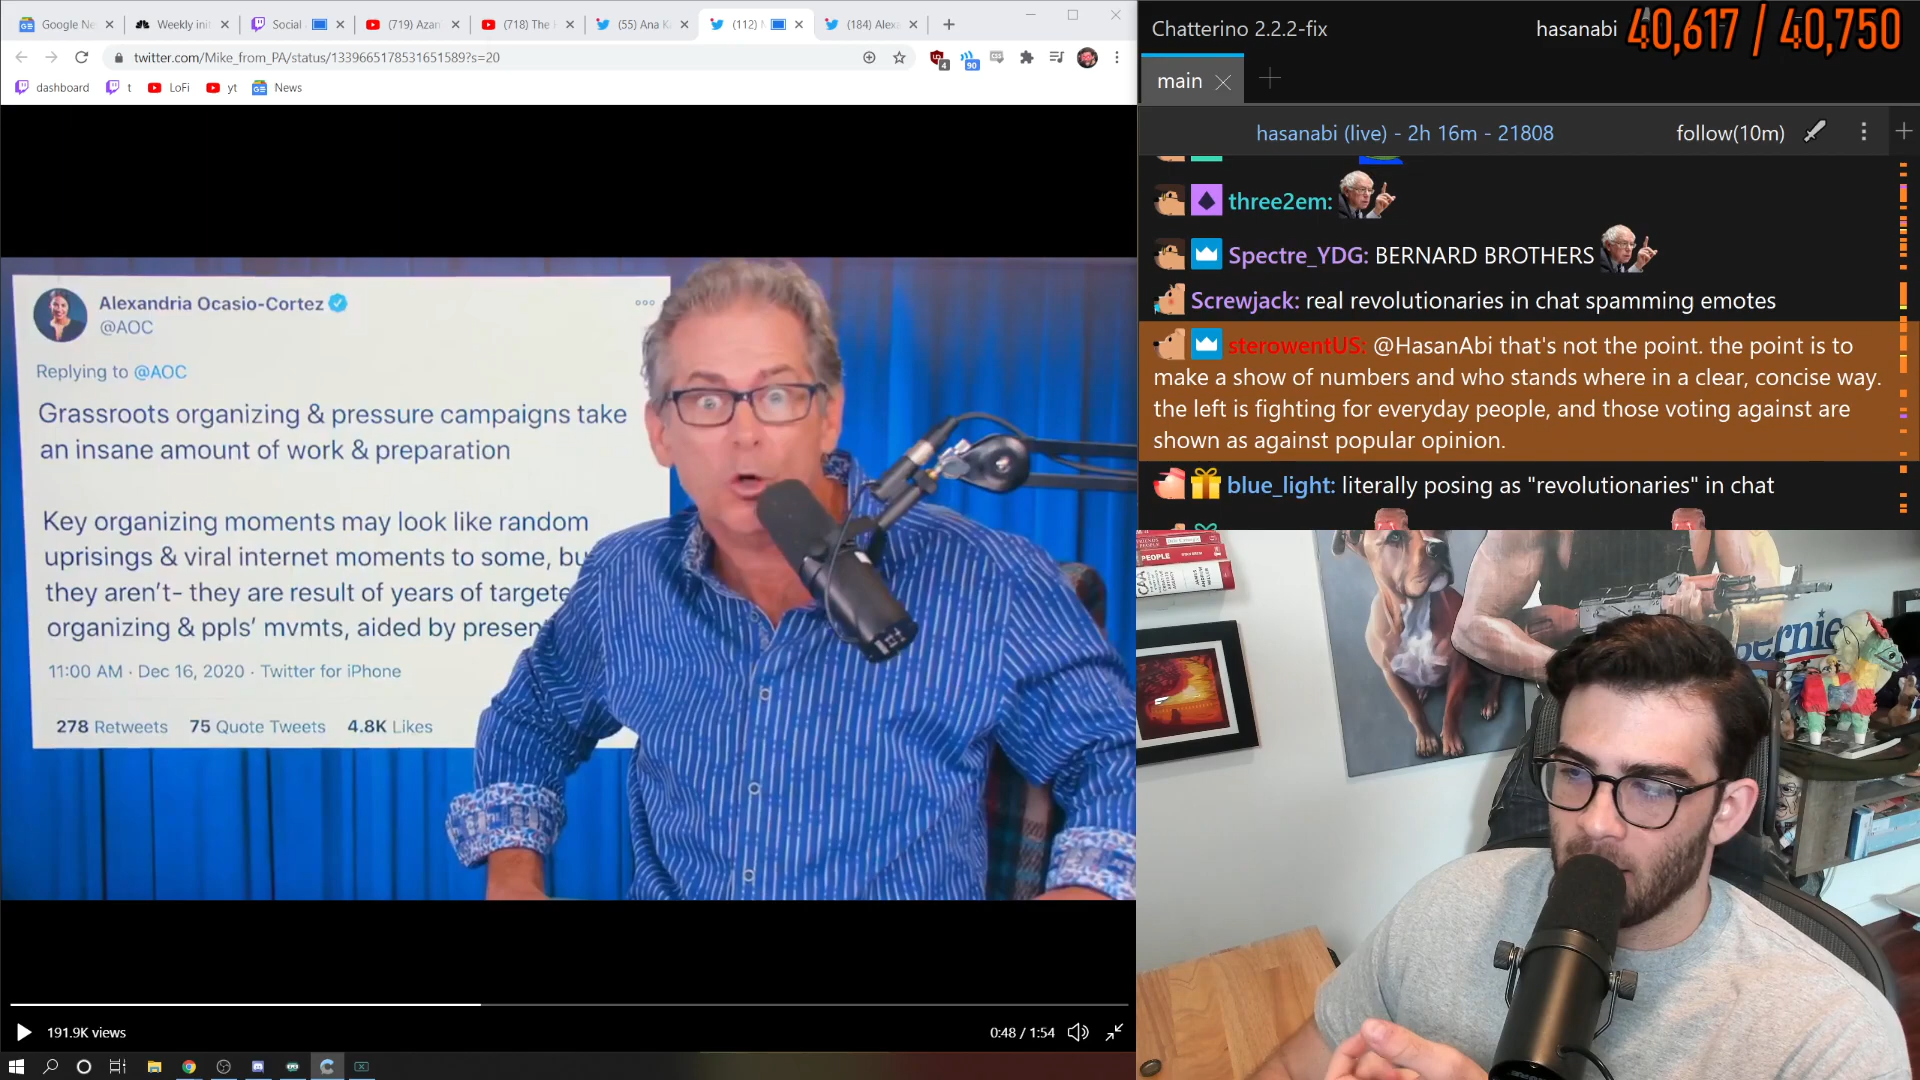 Google Ne
Weekly ini
Social
(719) Azar
(718) The I
(55) Ana K
(112) M
(184) Alexa
twitter.com/Mike_from_PA/status/1339665178531651589?s=20
4
90
dashboard
t
LoFi
yt
News
Alexandria Ocasio-Cortez
@AOC
Replying to @AOC
Grassroots organizing & pressure campaigns take
an insane amount of work & preparation
Key organizing moments may look like random
uprisings & viral internet moments to some, bu
they aren't- they are result of years of targete
organizing & ppls' mvmts, aided by presen
11:00 AM · Dec 16, 2020 · Twitter for iPhone
278 Retweets 75 Quote Tweets 4.8K Likes
191.9K views
0:48 / 1:54
Chatterino 2.2.2-fix
hasanabi
40,617 / 40,750
main
hasanabi (live) - 2h 16m - 21808
follow(10m)
three2em:
Spectre_YDG: BERNARD BROTHERS
Screwjack: real revolutionaries in chat spamming emotes
sterowentUS: @HasanAbi that's not the point. the point is to
make a show of numbers and who stands where in a clear, concise way.
the left is fighting for everyday people, and those voting against are
shown as against popular opinion.
blue_light: literally posing as "revolutionaries" in chat
PEOPLE
Bernie